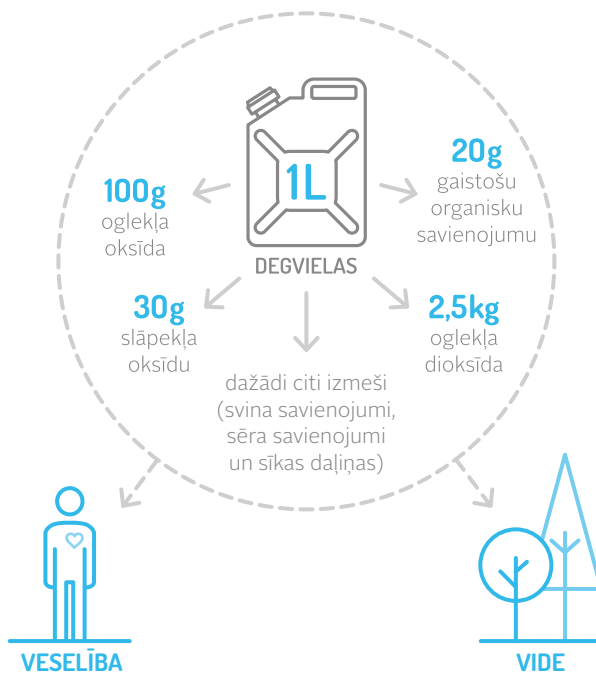 1L
DEGVIELAS
100g
oglekļa
oksīda
20g
gaistošu
organisku
savienojumu
30g
slāpekļa
oksīdu
2,5kg
oglekļa
dioksīda
dažādi citi izmeši
(svina savienojumi,
sēra savienojumi
un sīkas daļiņas)
VESELĪBA
VIDE